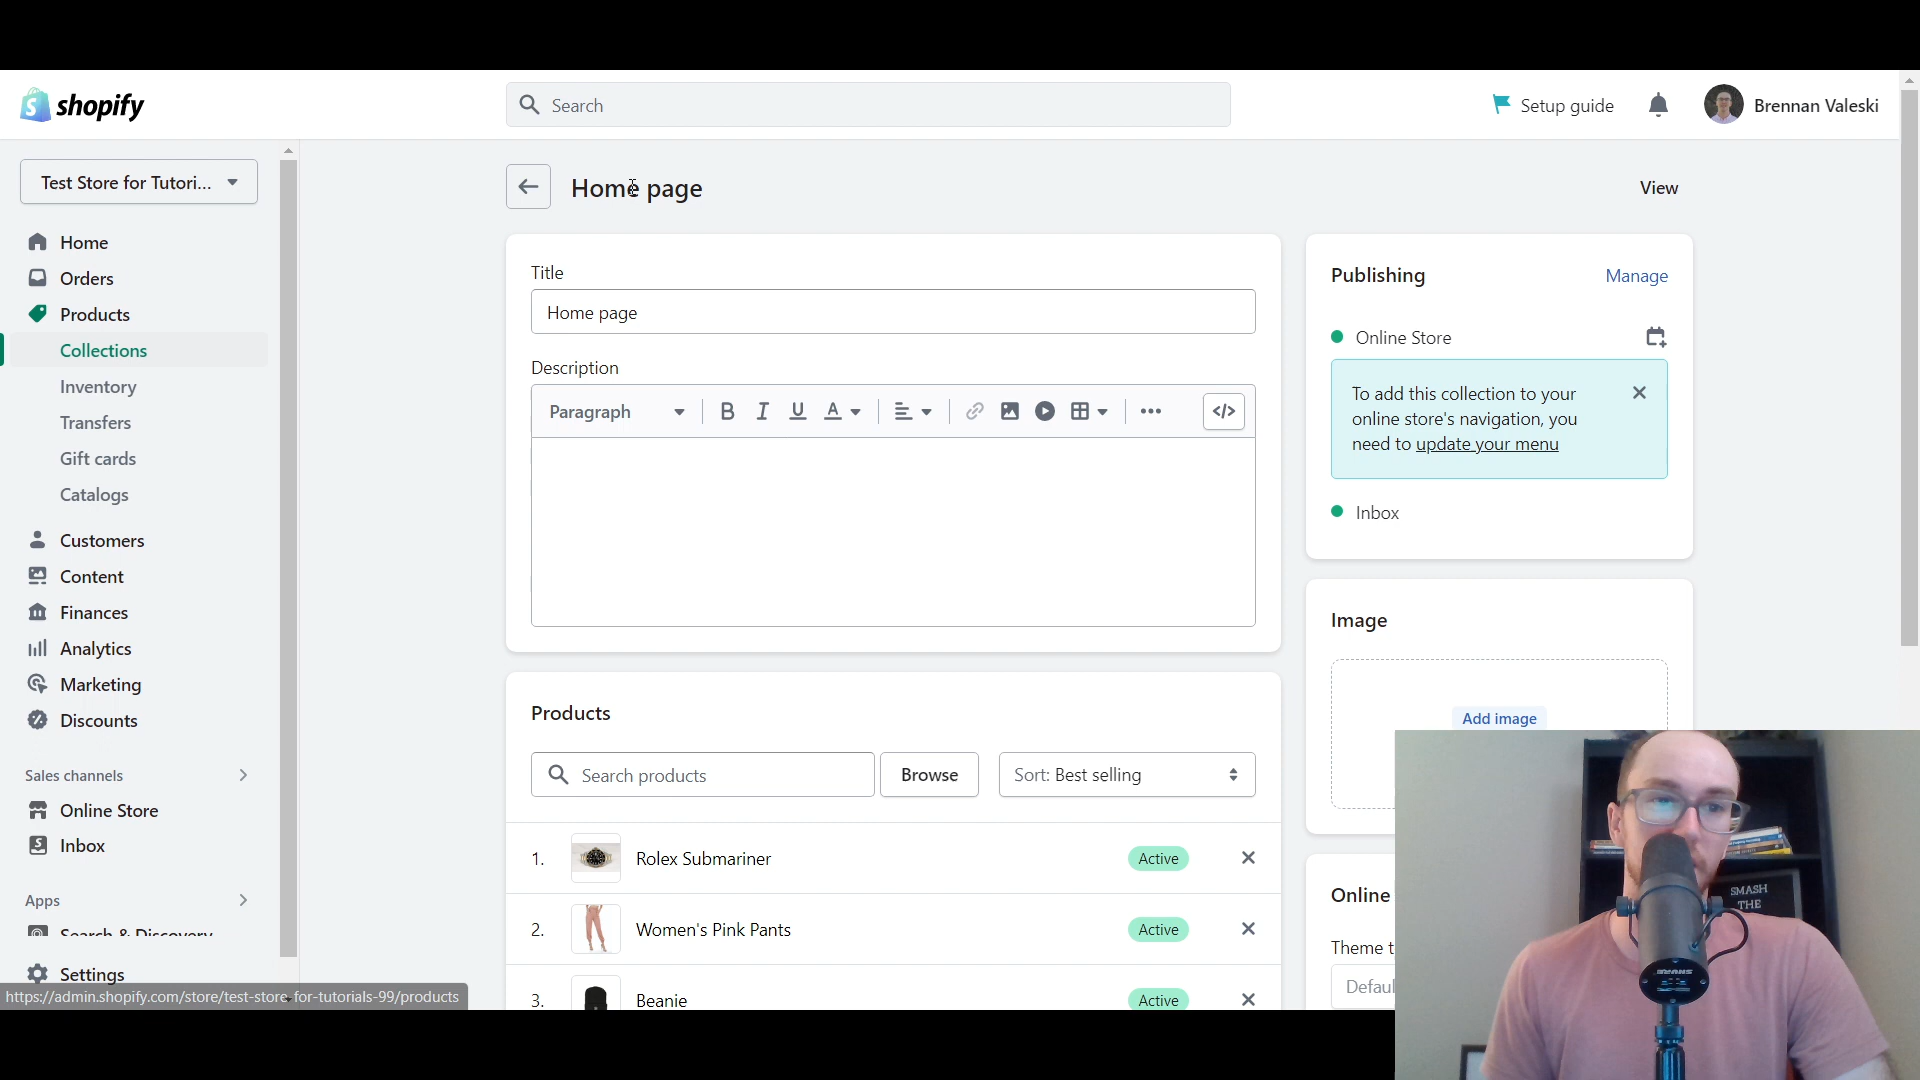 shopify
Search
Setup guide
Brennan Valeski
Test Store for Tutori...
Home page
View
Home
Orders
Products
Collections
Inventory
Transfers
Gift cards
Catalogs
Customers
Content
Finances
Analytics
Marketing
Discounts
Sales channels
Online Store
Inbox
Apps
Search & Discovery
Settings
https://admin.shopify.com/store/test-store-for-tutorials-99/products
Title
Home page
Description
Paragraph
Products
Search products
Browse
Sort: Best selling
1.
Rolex Submariner
Active
2.
Women's Pink Pants
Active
3.
Beanie
Active
Publishing
Manage
Online Store
To add this collection to your
online store's navigation, you
need to update your menu
Inbox
Image
Add image
Online
Theme t
Defaul
SMASH
THE